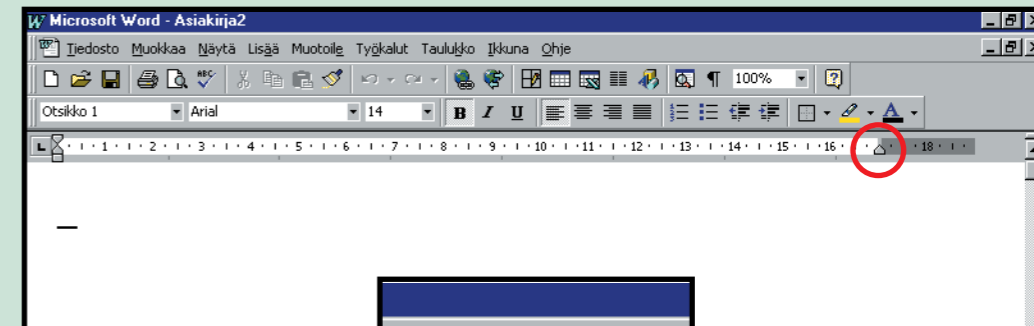 Microsoft Word - Asiakirja2
Tiedosto Muokkaa Näytä Lisää Muotoile Työkalut Taulukko Ikkuna Ohje
ABC 100%
Otsikko 1 Arial 14 B I U A
L 1 2 3 4 5 6 7 8 9 10 11 12 13 14 15 16 18